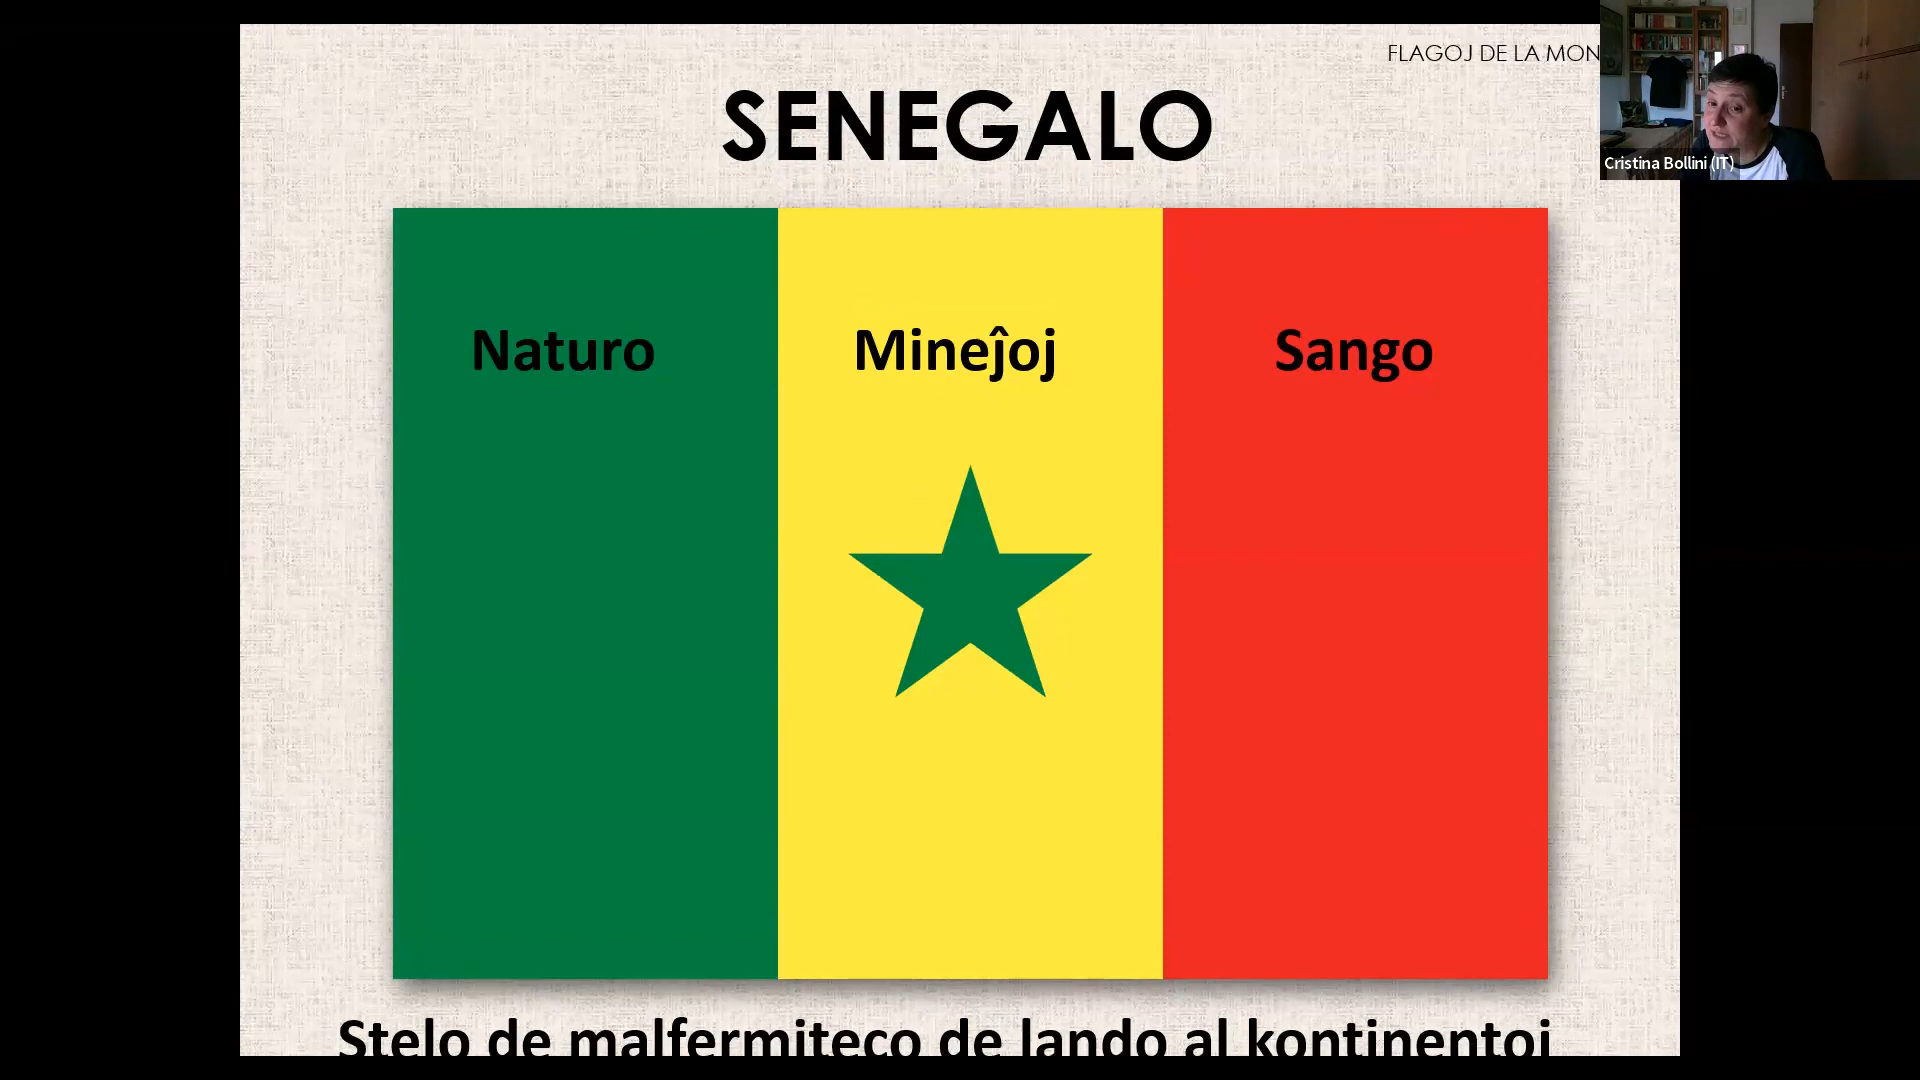 FLAGOJ DE LA MON
SENEGALO
Cristina Bollini (IT)
Naturo
Mineĵoj
Sango
Stelo de malfermiteco de lando al kontinentoj